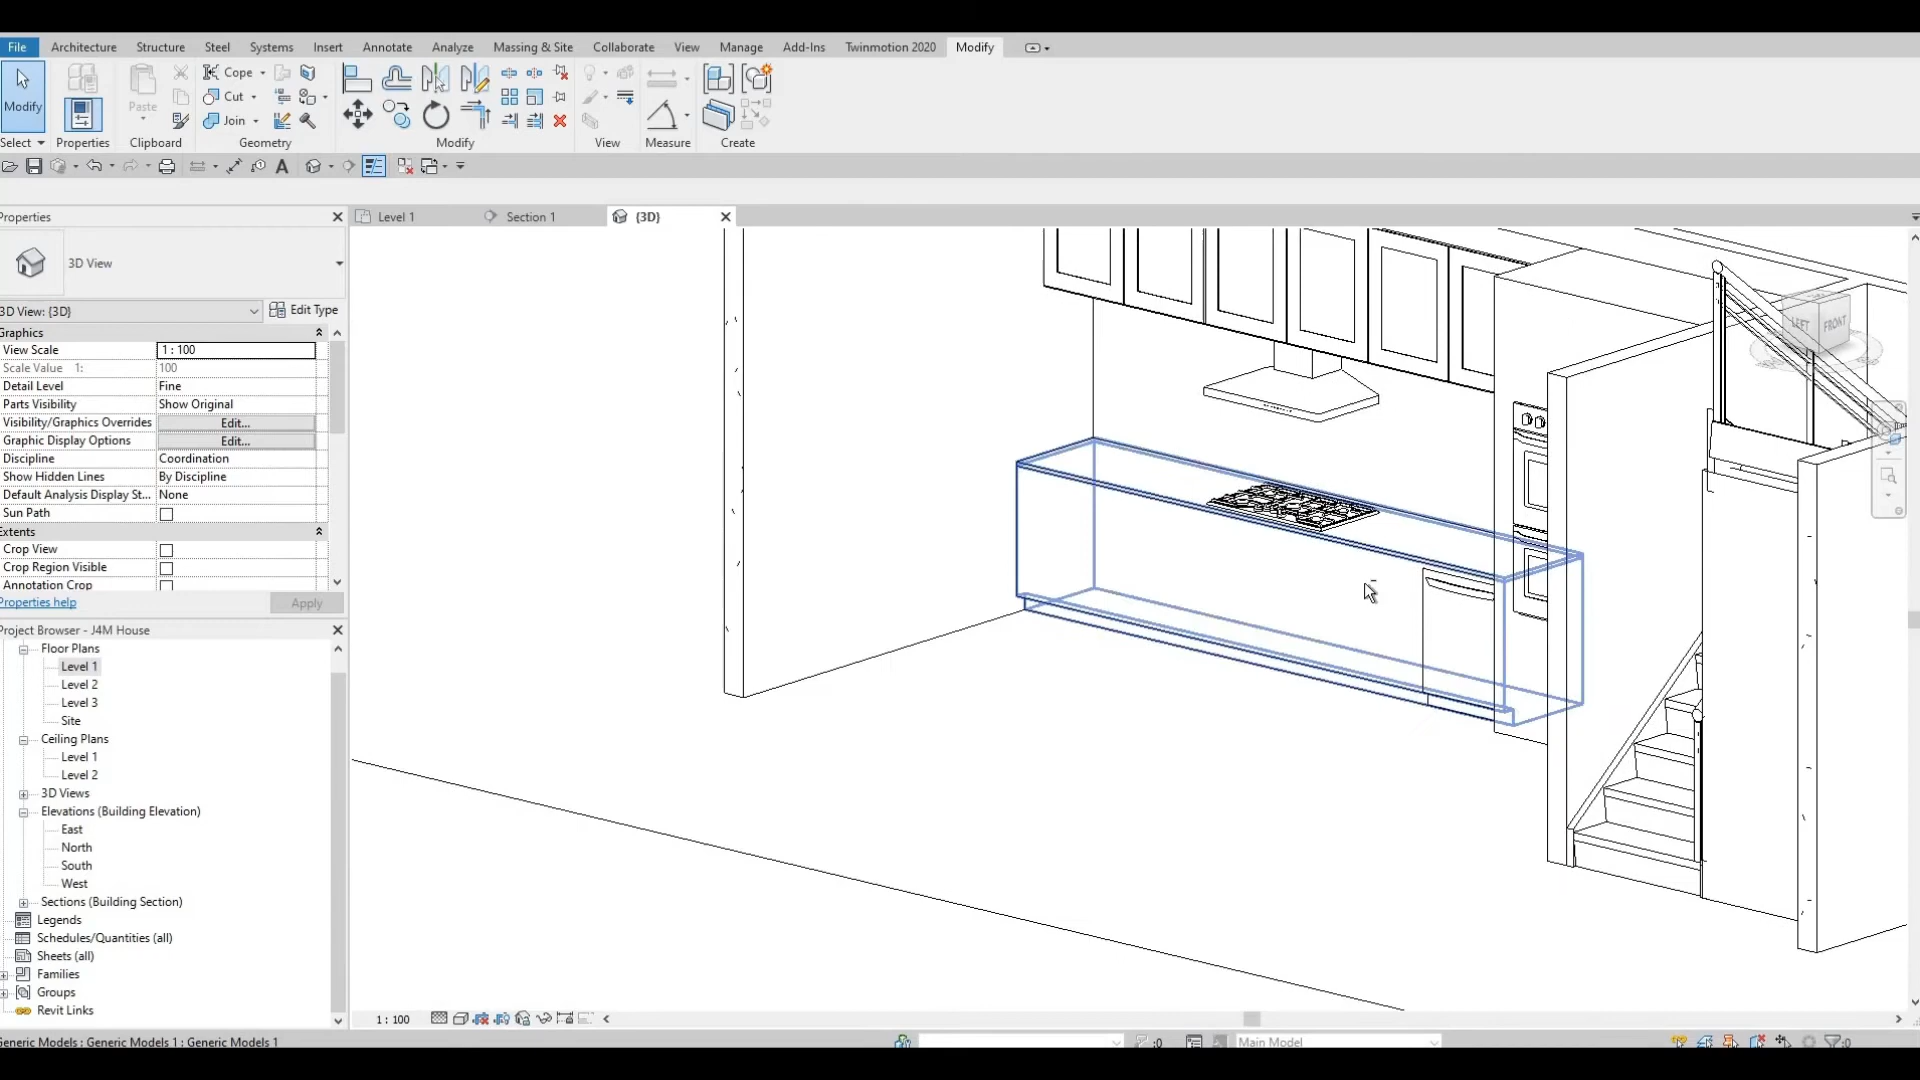 File Architecture Structure Steel Systems Insert Annotate Analyze Massing & Site Collaborate View Manage Add-Ins Twinmotion 2020 Modify
Modify
Paste
Cope
Cut
Join
Select Properties Clipboard Geometry Modify View Measure Create
A
Properties
Level 1 Section 1 {3D}
3D View
3D View: {3D} Edit Type
Graphics
View Scale 1 : 100
Scale Value 1: 100
Detail Level Fine
Parts Visibility Show Original
Visibility/Graphics Overrides Edit...
Graphic Display Options Edit...
Discipline Coordination
Show Hidden Lines By Discipline
Default Analysis Display St... None
Sun Path
Extents
Crop View
Crop Region Visible
Annotation Crop
Properties help Apply
LEFT FRONT
Project Browser - J4M House
Floor Plans
Level 1
Level 2
Level 3
Site
Ceiling Plans
Level 1
Level 2
3D Views
Elevations (Building Elevation)
East
North
South
West
Sections (Building Section)
Legends
Schedules/Quantities (all)
Sheets (all)
Families
Groups
Revit Links
1 : 100
Generic Models : Generic Models 1 : Generic Models 1
:0
Main Model
:0